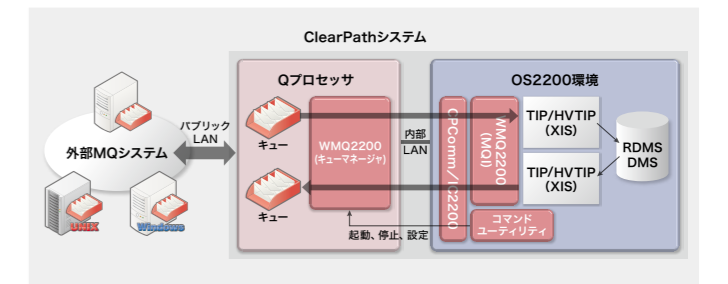 ClearPathシステム
Qプロセッサ
OS2200環境
外部MQシステム
UNIX
Windows
パブリック
LAN
キュー
キュー
WMQ2200
(キューマネージャ)
内部
LAN
CPComm／IC2200
WMQ2200
(MQI)
TIP/HVTIP
(XIS)
TIP/HVTIP
(XIS)
RDMS
DMS
コマンド
ユーティリティ
起動、停止、設定